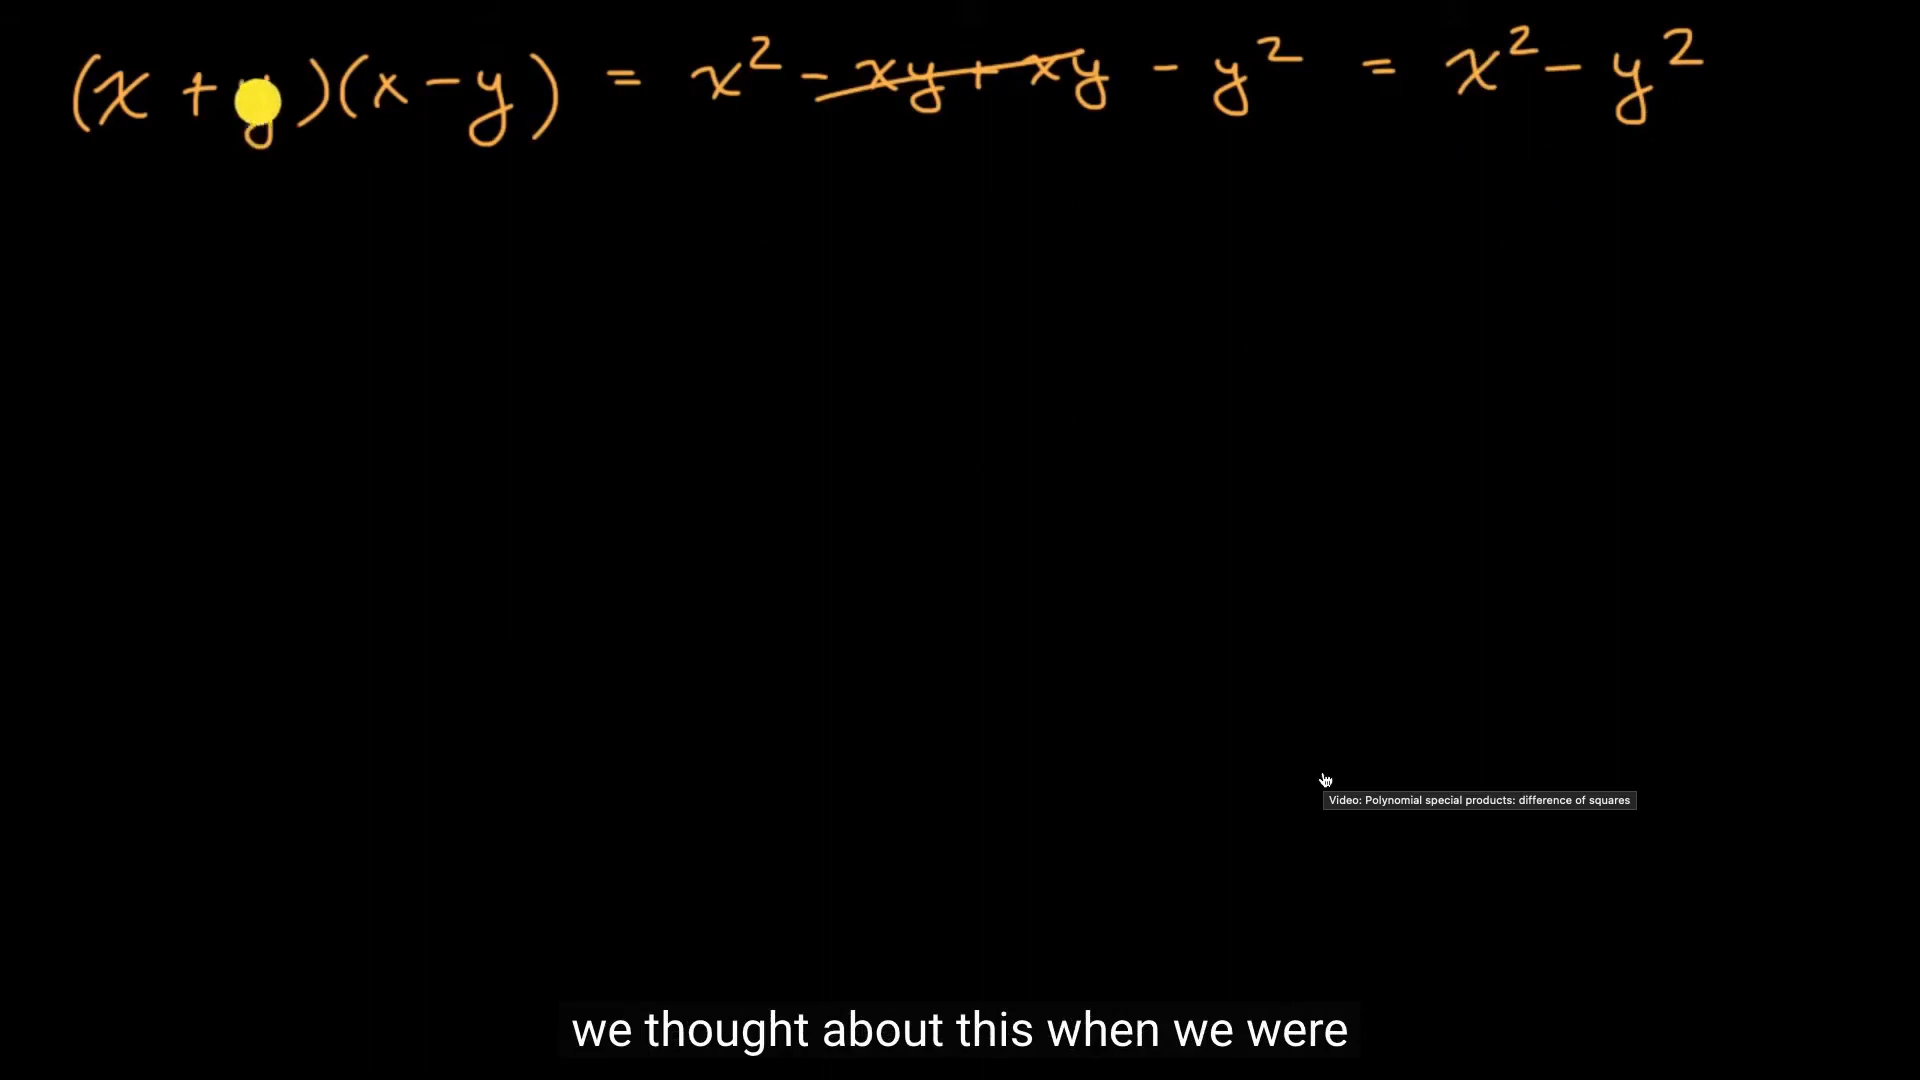 (x + y)(x - y) = x² - xy + xy - y² = x² - y²
Video: Polynomial special products: difference of squares
we thought about this when we were